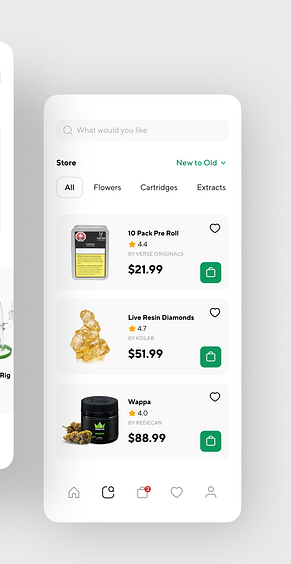 What would you like
Store
New to Old
All
Flowers
Cartridges
Extracts
10 Pack Pre Roll
4.4
BY VERSE ORIGINALS
$21.99
Live Resin Diamonds
4.7
BY KOLAB
$51.99
Rig
Wappa
4.0
BY REDECAN
$88.99
3